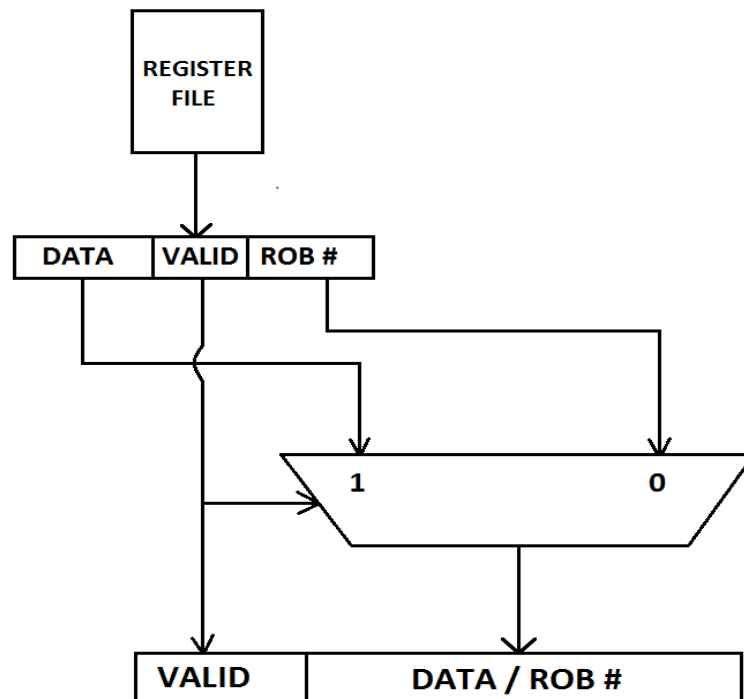 REGISTER
FILE
DATA VALID ROB #
1 0
VALID DATA / ROB #